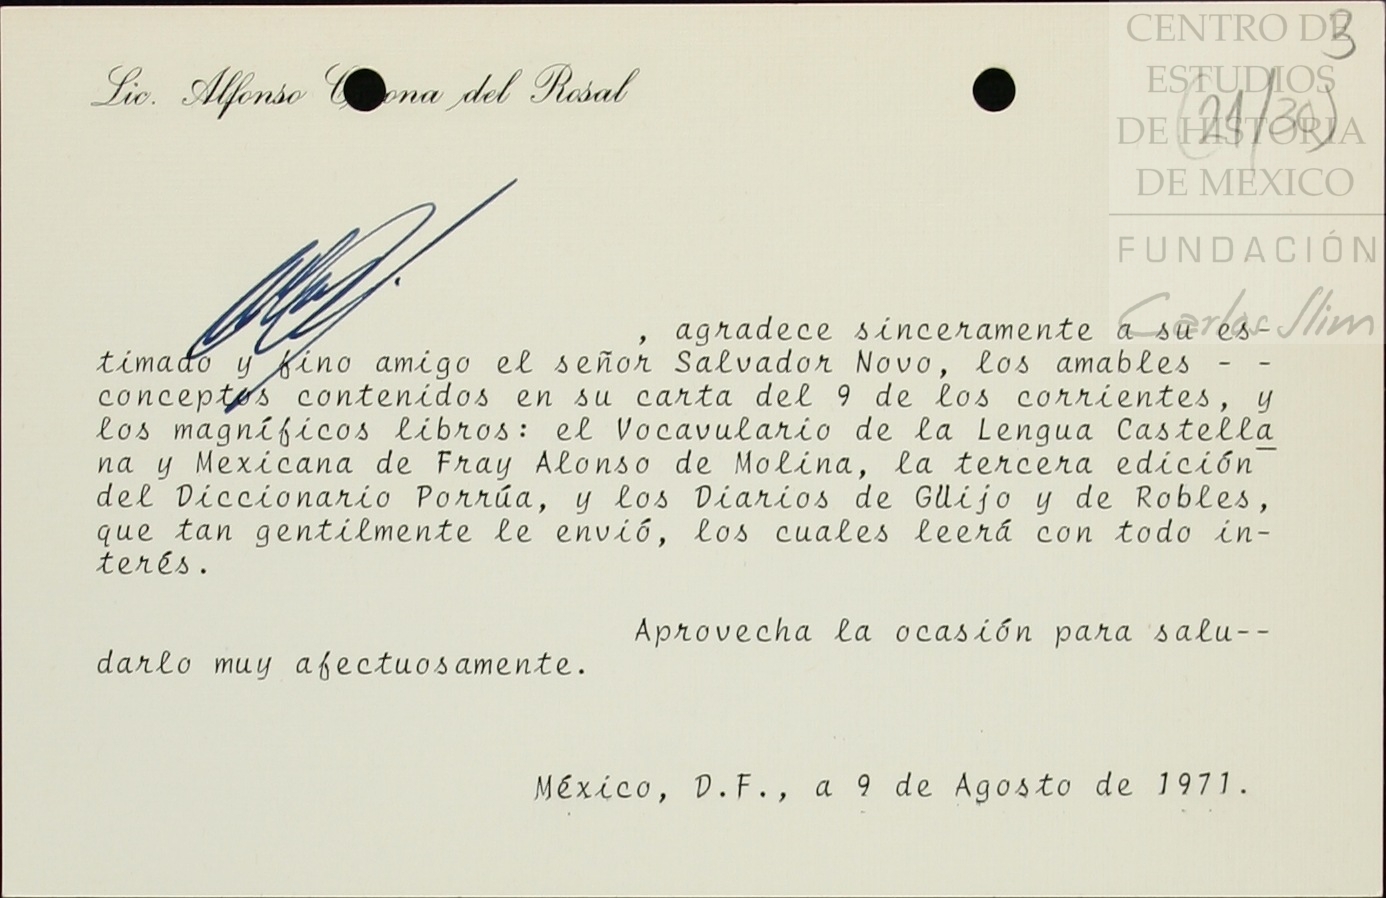 CENTRO DE
ESTUDIOS
DE HISTORIA
DE MEXICO
FUNDACIÓN
Carlos Slim
3
(21/30)
Lic. Alfonso C ona del Rosal
, agradece sinceramente a su es-
timado y fino amigo el señor Salvador Novo, los amables - -
conceptos contenidos en su carta del 9 de los corrientes, y
los magníficos libros: el Vocavulario de la Lengua Castella
na y Mexicana de Fray Alonso de Molina, la tercera edición
del Diccionario Porrúa, y los Diarios de GUijo y de Robles,
que tan gentilmente le envió, los cuales leerá con todo in-
terés.
Aprovecha la ocasión para salu--
darlo muy afectuosamente.
México, D.F., a 9 de Agosto de 1971.